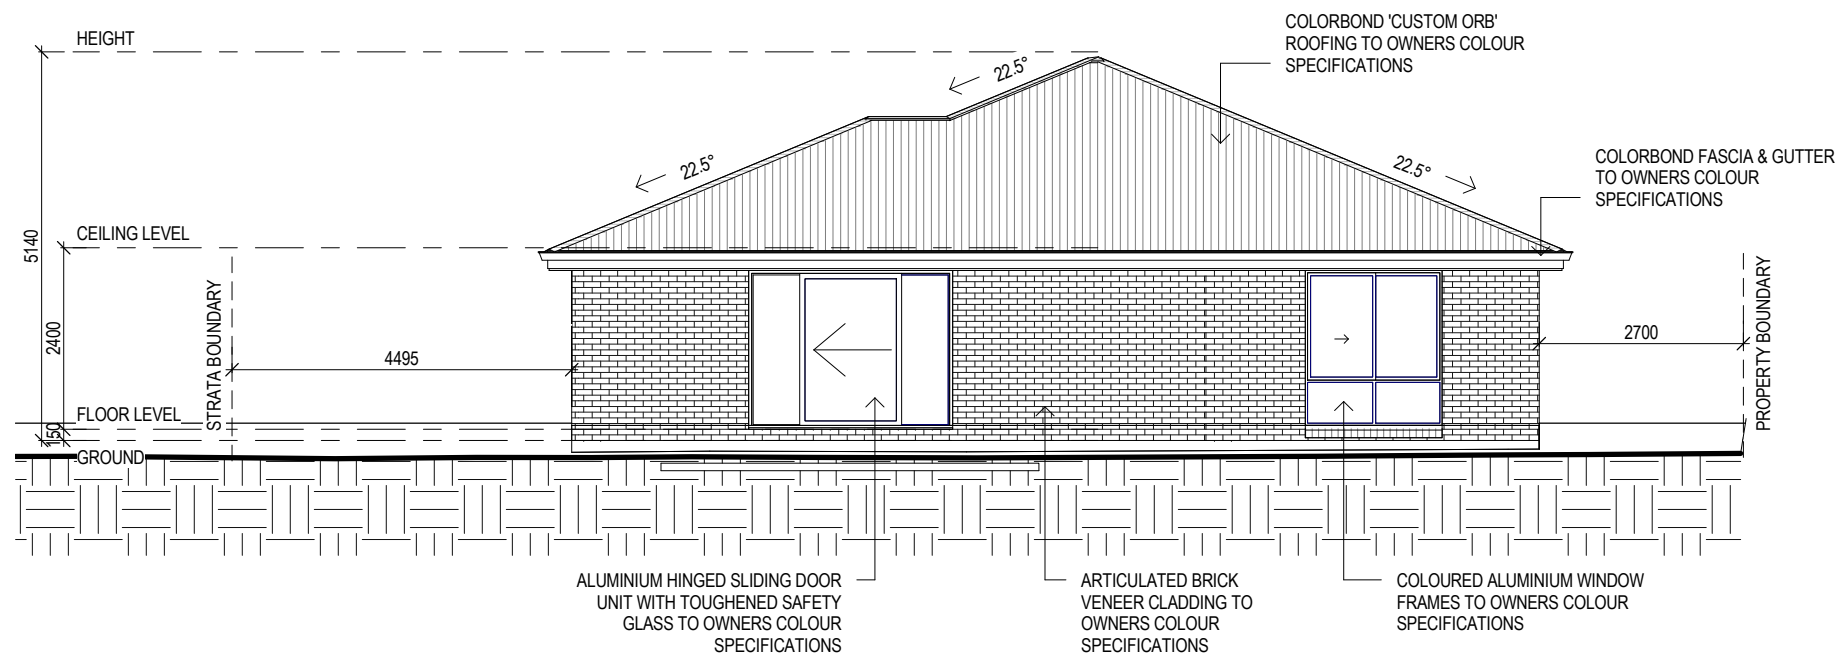 COLORBOND 'CUSTOM ORB'
ROOFING TO OWNERS COLOUR
SPECIFICATIONS
HEIGHT
22.5°
22.5°
22.5°
COLORBOND FASCIA & GUTTER
TO OWNERS COLOUR
SPECIFICATIONS
CEILING LEVEL
5140
2400
150
STRATA BOUNDARY
4495
2700
PROPERTY BOUNDARY
FLOOR LEVEL
GROUND
ALUMINIUM HINGED SLIDING DOOR
UNIT WITH TOUGHENED SAFETY
GLASS TO OWNERS COLOUR
SPECIFICATIONS
ARTICULATED BRICK
VENEER CLADDING TO
OWNERS COLOUR
SPECIFICATIONS
COLOURED ALUMINIUM WINDOW
FRAMES TO OWNERS COLOUR
SPECIFICATIONS